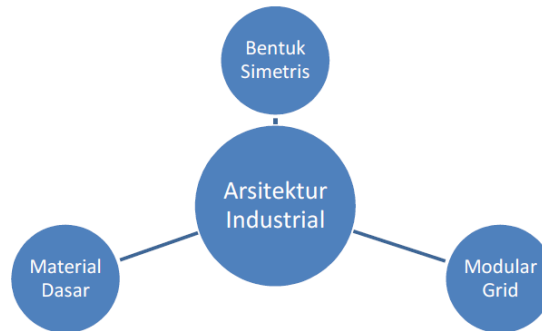 Bentuk
Simetris
Arsitektur
Industrial
Material
Dasar
Modular
Grid